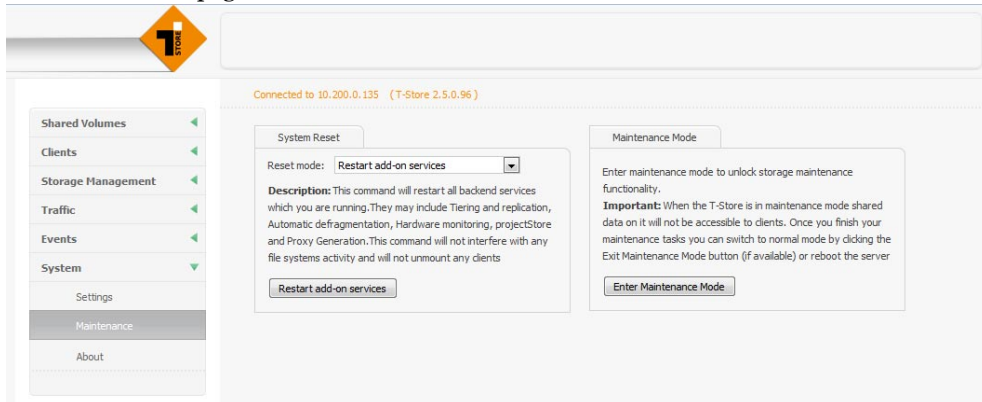 T
STORE
Connected to 10.200.0.135 (T-Store 2.5.0.96 )
Shared Volumes
Clients
Storage Management
Traffic
Events
System
Settings
Maintenance
About
System Reset
Reset mode: Restart add-on services
Description: This command will restart all backend services
which you are running.They may include Tiering and replication,
Automatic defragmentation, Hardware monitoring, projectStore
and Proxy Generation.This command will not interfere with any
file systems activity and will not unmount any clients
Restart add-on services
Maintenance Mode
Enter maintenance mode to unlock storage maintenance
functionality.
Important: When the T-Store is in maintenance mode shared
data on it will not be accessible to clients. Once you finish your
maintenance tasks you can switch to normal mode by clicking the
Exit Maintenance Mode button (if available) or reboot the server
Enter Maintenance Mode